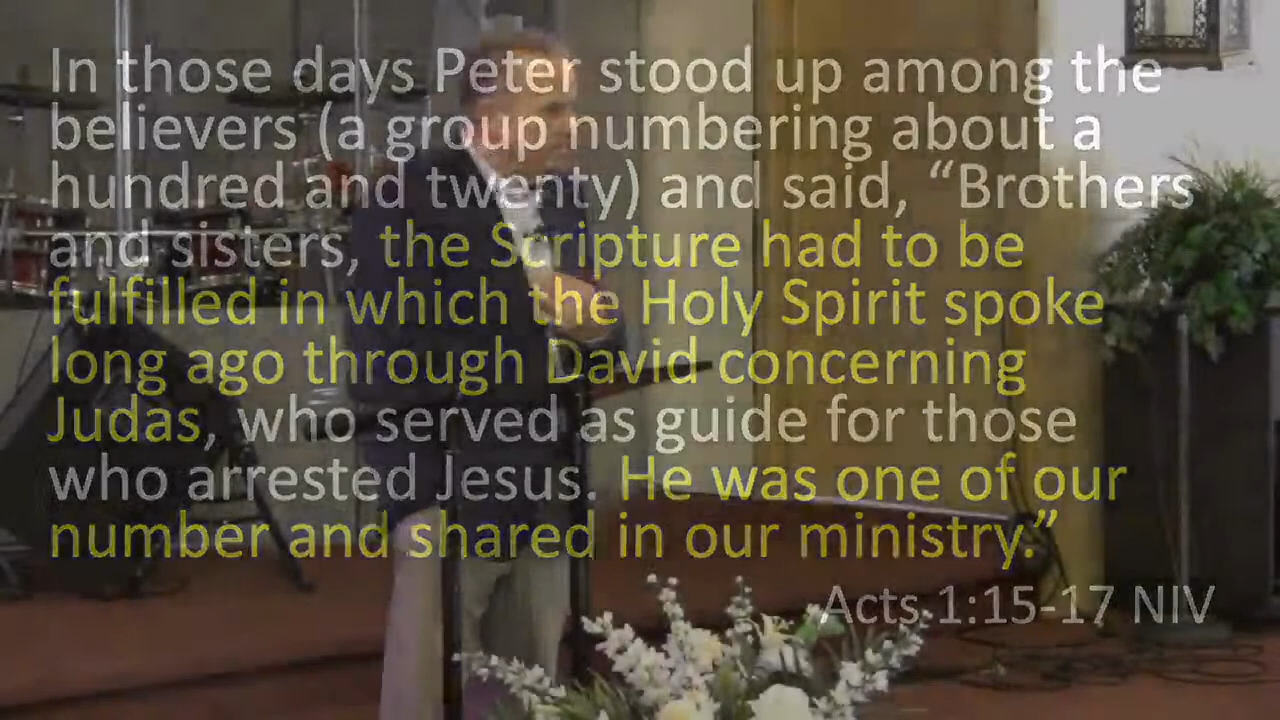 In those days Peter stood up among the
believers (a group numbering about a
hundred and twenty) and said, “Brothers
and sisters, the Scripture had to be
fulfilled in which the Holy Spirit spoke
long ago through David concerning
Judas, who served as guide for those
who arrested Jesus. He was one of our
number and shared in our ministry.”
Acts 1:15-17 NIV